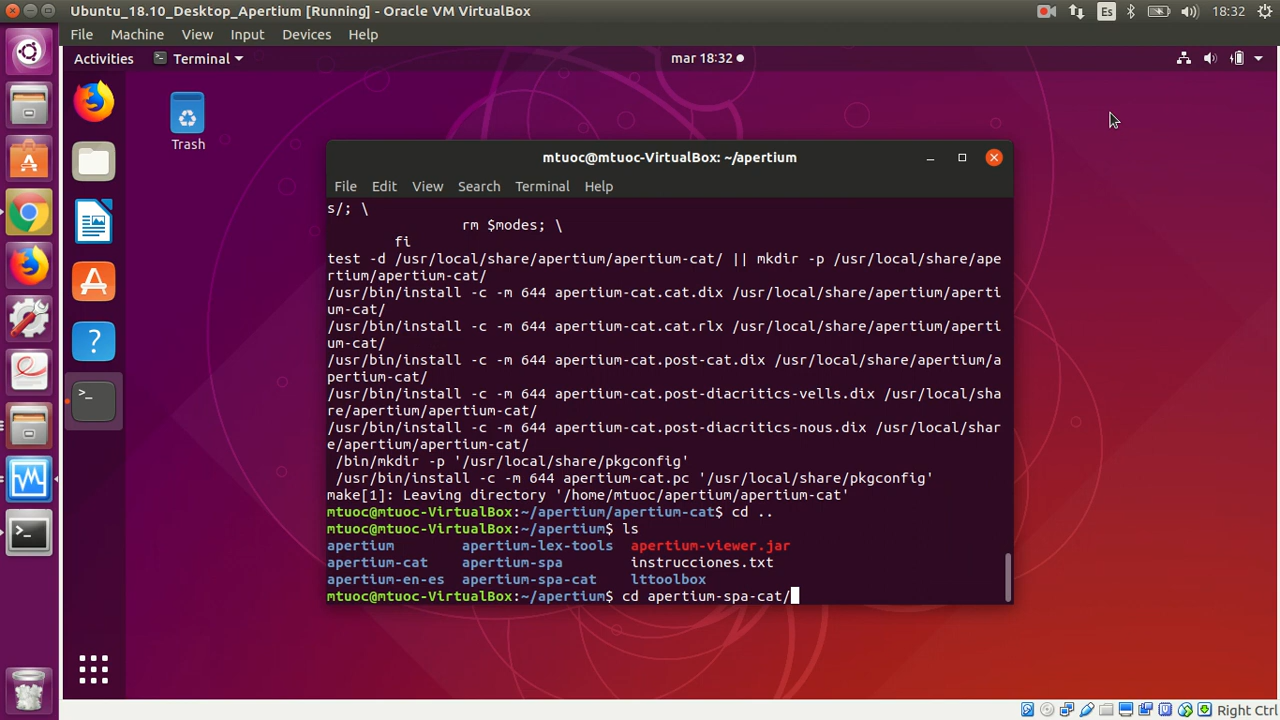 Ubuntu_18.10_Desktop_Apertium [Running] - Oracle VM VirtualBox
Es
18:32
File Machine View Input Devices Help
Activities
Terminal
mar 18:32
Trash
mtuoc@mtuoc-VirtualBox: ~/apertium
File Edit View Search Terminal Help
s/; \
rm $modes; \
fi
test -d /usr/local/share/apertium/apertium-cat/ || mkdir -p /usr/local/share/ape
rtium/apertium-cat/
/usr/bin/install -c -m 644 apertium-cat.cat.dix /usr/local/share/apertium/aperti
um-cat/
/usr/bin/install -c -m 644 apertium-cat.cat.rlx /usr/local/share/apertium/aperti
um-cat/
/usr/bin/install -c -m 644 apertium-cat.post-cat.dix /usr/local/share/apertium/a
pertium-cat/
/usr/bin/install -c -m 644 apertium-cat.post-diacritics-vells.dix /usr/local/sha
re/apertium/apertium-cat/
/usr/bin/install -c -m 644 apertium-cat.post-diacritics-nous.dix /usr/local/shar
e/apertium/apertium-cat/
/bin/mkdir -p '/usr/local/share/pkgconfig'
/usr/bin/install -c -m 644 apertium-cat.pc '/usr/local/share/pkgconfig'
make[1]: Leaving directory '/home/mtuoc/apertium/apertium-cat'
mtuoc@mtuoc-VirtualBox:~/apertium/apertium-cat$ cd ..
mtuoc@mtuoc-VirtualBox:~/apertium$ ls
apertium apertium-lex-tools apertium-viewer.jar
apertium-cat apertium-spa instrucciones.txt
apertium-en-es apertium-spa-cat lttoolbox
mtuoc@mtuoc-VirtualBox:~/apertium$ cd apertium-spa-cat/
Right Ctrl